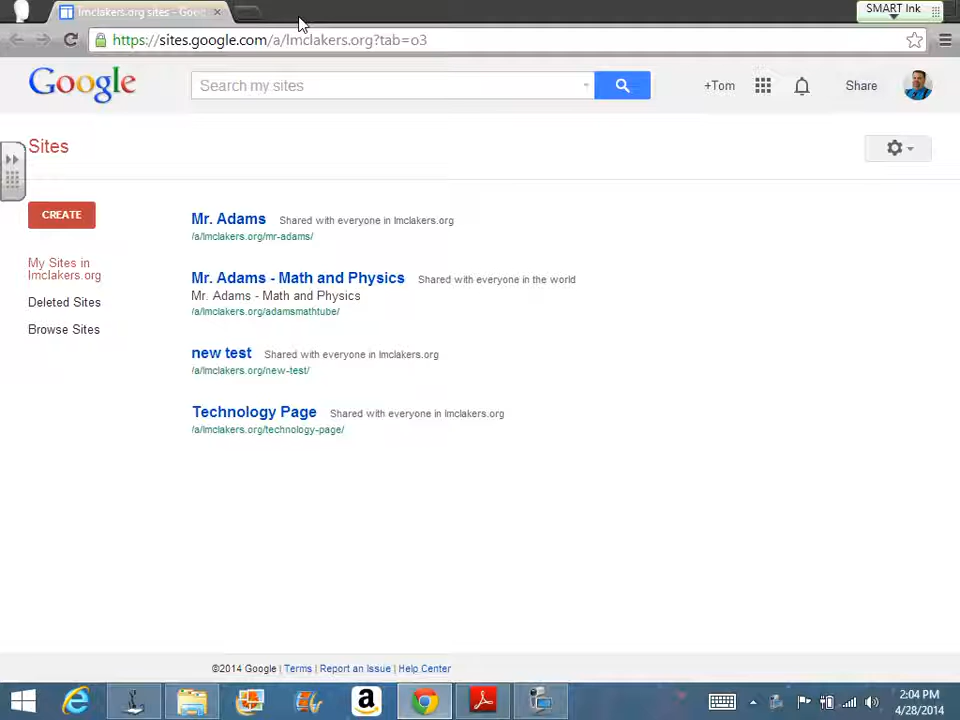 lmclakers.org sites - Goo
SMART Ink
https://sites.google.com/a/lmclakers.org?tab=o3
Google
Search my sites
+Tom
Share
Sites
CREATE
My Sites in
lmclakers.org
Deleted Sites
Browse Sites
Mr. Adams Shared with everyone in lmclakers.org
/a/lmclakers.org/mr-adams/
Mr. Adams - Math and Physics Shared with everyone in the world
Mr. Adams - Math and Physics
/a/lmclakers.org/adamsmathtube/
new test Shared with everyone in lmclakers.org
/a/lmclakers.org/new-test/
Technology Page Shared with everyone in lmclakers.org
/a/lmclakers.org/technology-page/
©2014 Google | Terms | Report an Issue | Help Center
2:04 PM
4/28/2014